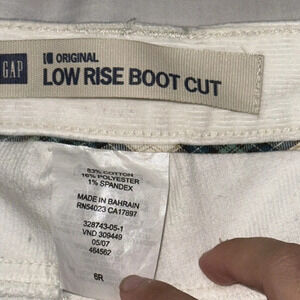 GAP
ORIGINAL
LOW RISE BOOT CUT
83% COTTON
16% POLYESTER
1% SPANDEX
MADE IN BAHRAIN
RN54023 CA17897
328743-05-1
VND 309449
05/07
464562
6R